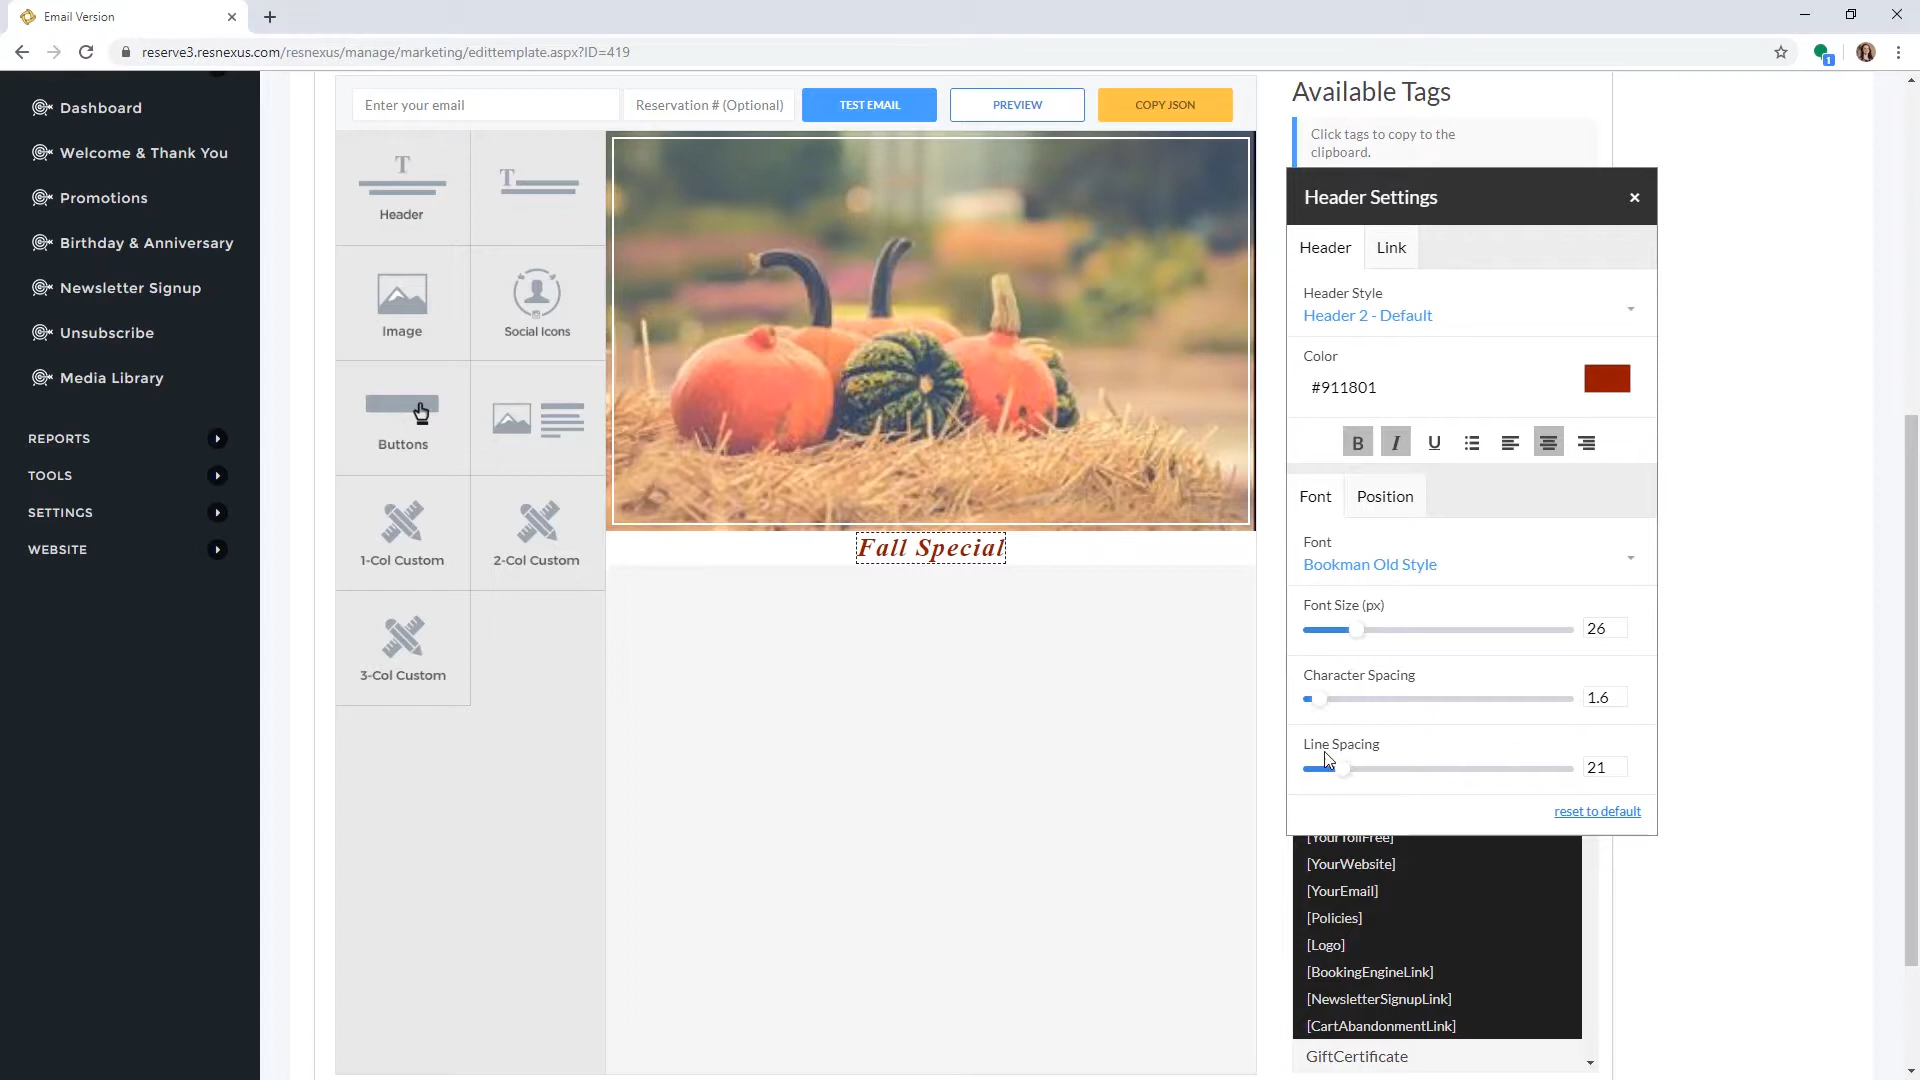 Email Version
reserve3.resnexus.com/resnexus/manage/marketing/edittemplate.aspx?ID=419
1
Dashboard
Welcome & Thank You
Promotions
Birthday & Anniversary
Newsletter Signup
Unsubscribe
Media Library
REPORTS
TOOLS
SETTINGS
WEBSITE
Enter your email
Reservation # (Optional)
TEST EMAIL
PREVIEW
COPY JSON
T
Header
T
Image
Social Icons
Buttons
1-Col Custom
2-Col Custom
3-Col Custom
Fall Special
Available Tags
Click tags to copy to the
clipboard.
Header Settings
Header
Link
Header Style
Header 2 - Default
Color
#911801
B I U
Font
Position
Font
Bookman Old Style
Font Size (px)
26
Character Spacing
1.6
Line Spacing
21
reset to default
[YourTollFree]
[YourWebsite]
[YourEmail]
[Policies]
[Logo]
[BookingEngineLink]
[NewsletterSignupLink]
[CartAbandonmentLink]
GiftCertificate